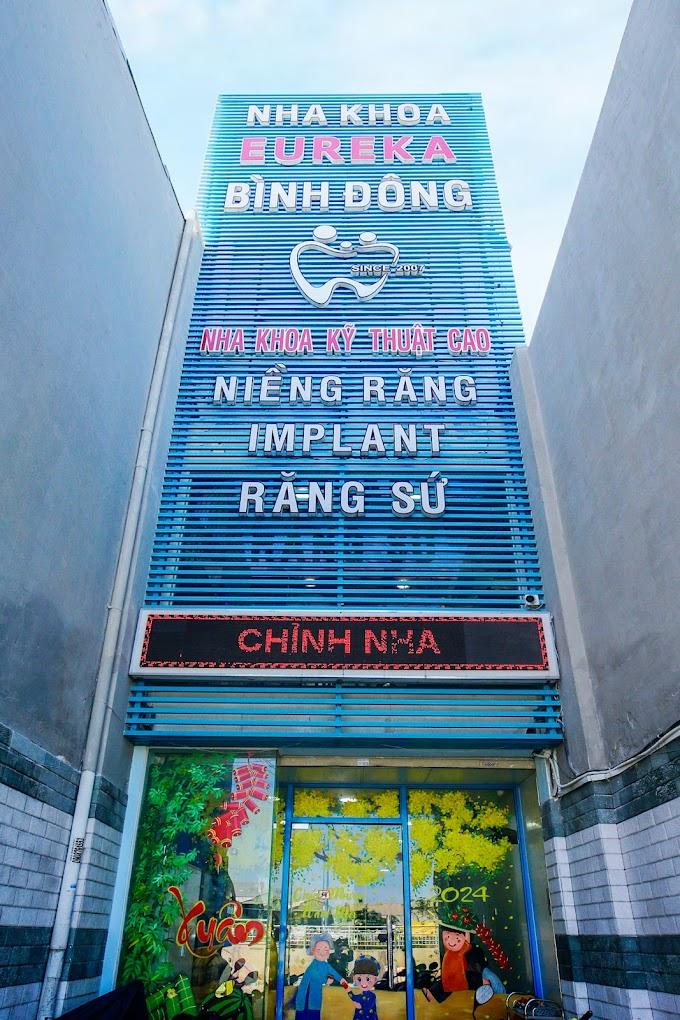 NHA KHOA
EUREKA
BÌNH ĐÔNG
SINCE 2007
NHA KHOA KỸ THUẬT CAO
NIỀNG RĂNG
IMPLANT
RĂNG SỨ
CHỈNH NHA
2024
Xuân